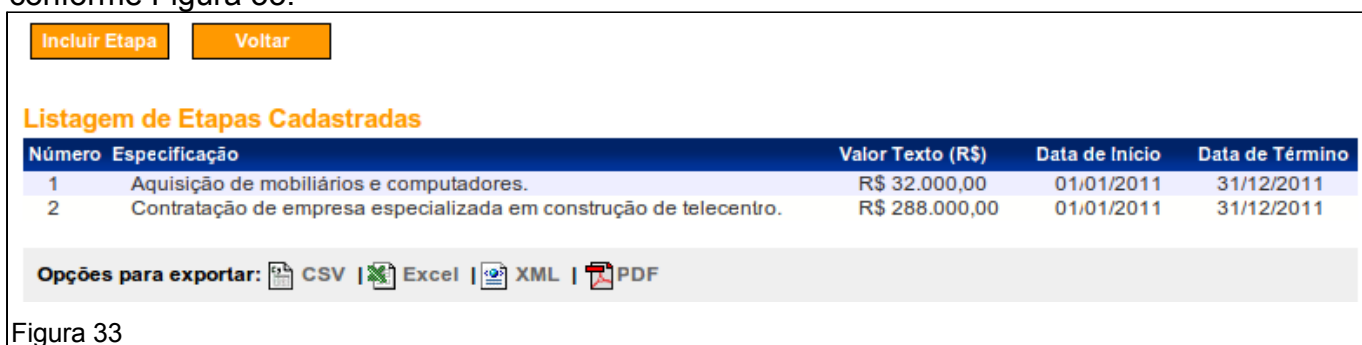 conforme Figura 33.
Incluir Etapa Voltar
Listagem de Etapas Cadastradas
Número Especificação Valor Texto (R$) Data de Início Data de Término
1 Aquisição de mobiliários e computadores. R$ 32.000,00 01/01/2011 31/12/2011
2 Contratação de empresa especializada em construção de telecentro. R$ 288.000,00 01/01/2011 31/12/2011
Opções para exportar: CSV | Excel | XML | PDF
Figura 33